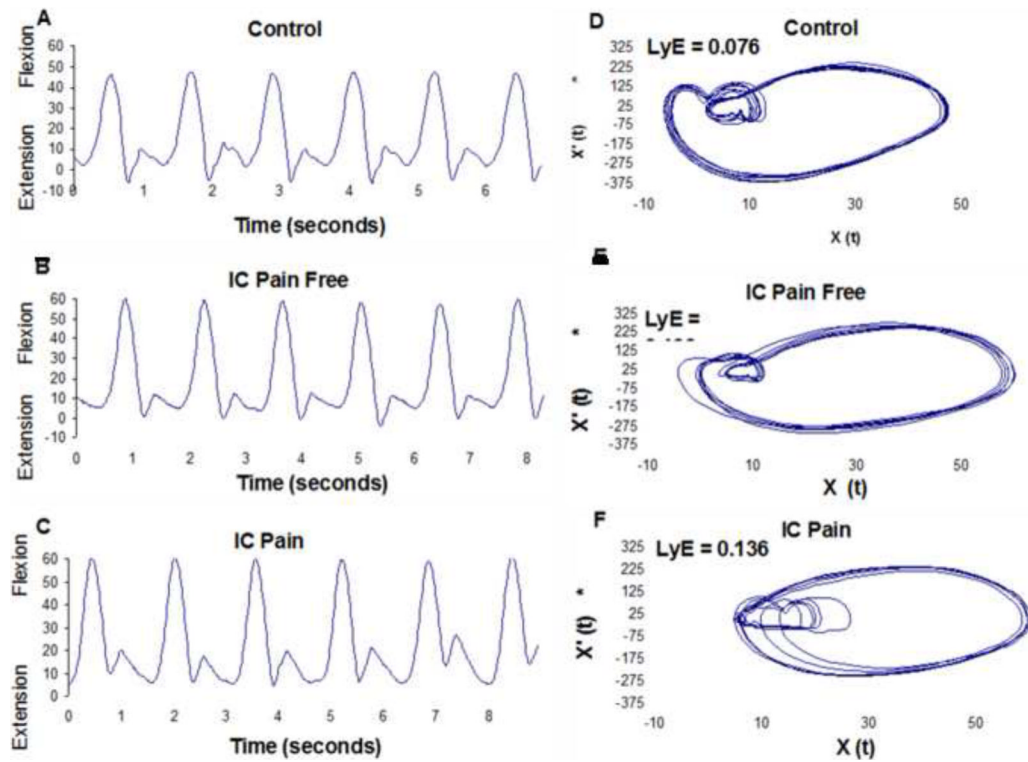 A
Control
Flexion
Extension
60
50
40
30
20
10
0
-10
0 1 2 3 4 5 6
Time (seconds)
B
IC Pain Free
Flexion
Extension
60
50
40
30
20
10
0
-10
0 1 2 3 4 5 6 7 8
Time (seconds)
C
IC Pain
Flexion
Extension
60
50
40
30
20
10
0
0 1 2 3 4 5 6 7 8
Time (seconds)
D
Control
LyE = 0.076
X' (t)
325
225
125
25
-75
-175
-275
-375
-10 10 30 50
X (t)
E
IC Pain Free
LyE =
X' (t)
325
225
125
25
-75
-175
-275
-375
-10 10 30 50
X (t)
F
IC Pain
LyE = 0.136
X' (t)
325
225
125
25
-75
-175
-275
-375
-10 10 30 50
X (t)